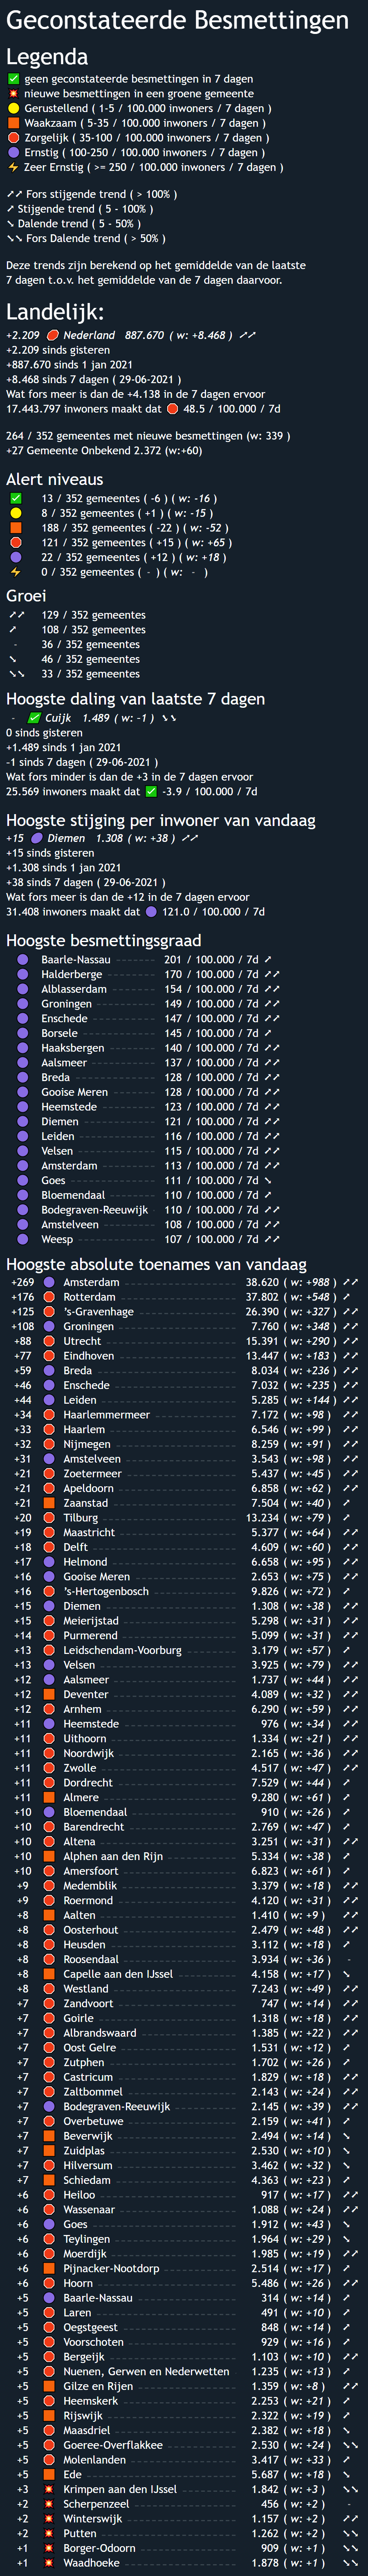 Geconstateerde Besmettingen
Legenda
geen geconstateerde besmettingen in 7 dagen
nieuwe besmettingen in een groene gemeente
Gerustellend ( 1-5 / 100.000 inwoners / 7 dagen )
Waakzaam ( 5-35 / 100.000 inwoners / 7 dagen )
Zorgelijk ( 35-100 / 100.000 inwoners / 7 dagen )
Ernstig ( 100-250 / 100.000 inwoners / 7 dagen )
Zeer Ernstig ( >= 250 / 100.000 inwoners / 7 dagen )
↗↗ Fors stijgende trend ( > 100% )
↗ Stijgende trend ( 5 - 100% )
↘ Dalende trend ( 5 - 50% )
↘↘ Fors Dalende trend ( > 50% )
Deze trends zijn berekend op het gemiddelde van de laatste
7 dagen t.o.v. het gemiddelde van de 7 dagen daarvoor.
Landelijk:
+2.209 Nederland 887.670 ( w: +8.468 ) ↗↗
+2.209 sinds gisteren
+887.670 sinds 1 jan 2021
+8.468 sinds 7 dagen ( 29-06-2021 )
Wat fors meer is dan de +4.138 in de 7 dagen ervoor
17.443.797 inwoners maakt dat 48.5 / 100.000 / 7d
264 / 352 gemeentes met nieuwe besmettingen (w: 339 )
+27 Gemeente Onbekend 2.372 (w:+60)
Alert niveaus
13 / 352 gemeentes ( -6 ) ( w: -16 )
8 / 352 gemeentes ( +1 ) ( w: -15 )
188 / 352 gemeentes ( -22 ) ( w: -52 )
121 / 352 gemeentes ( +15 ) ( w: +65 )
22 / 352 gemeentes ( +12 ) ( w: +18 )
0 / 352 gemeentes ( - ) ( w: - )
Groei
↗↗ 129 / 352 gemeentes
↗ 108 / 352 gemeentes
- 36 / 352 gemeentes
↘ 46 / 352 gemeentes
↘↘ 33 / 352 gemeentes
Hoogste daling van laatste 7 dagen
- Cuijk 1.489 ( w: -1 ) ↘↘
0 sinds gisteren
+1.489 sinds 1 jan 2021
-1 sinds 7 dagen ( 29-06-2021 )
Wat fors minder is dan de +3 in de 7 dagen ervoor
25.569 inwoners maakt dat -3.9 / 100.000 / 7d
Hoogste stijging per inwoner van vandaag
+15 Diemen 1.308 ( w: +38 ) ↗↗
+15 sinds gisteren
+1.308 sinds 1 jan 2021
+38 sinds 7 dagen ( 29-06-2021 )
Wat fors meer is dan de +12 in de 7 dagen ervoor
31.408 inwoners maakt dat 121.0 / 100.000 / 7d
Hoogste besmettingsgraad
Baarle-Nassau 201 / 100.000 / 7d ↗
Halderberge 170 / 100.000 / 7d ↗↗
Alblasserdam 154 / 100.000 / 7d ↗↗
Groningen 149 / 100.000 / 7d ↗↗
Enschede 147 / 100.000 / 7d ↗↗
Borsele 145 / 100.000 / 7d ↗
Haaksbergen 140 / 100.000 / 7d ↗↗
Aalsmeer 137 / 100.000 / 7d ↗↗
Breda 128 / 100.000 / 7d ↗↗
Gooise Meren 128 / 100.000 / 7d ↗↗
Heemstede 123 / 100.000 / 7d ↗↗
Diemen 121 / 100.000 / 7d ↗↗
Leiden 116 / 100.000 / 7d ↗↗
Velsen 115 / 100.000 / 7d ↗↗
Amsterdam 113 / 100.000 / 7d ↗↗
Goes 111 / 100.000 / 7d ↘
Bloemendaal 110 / 100.000 / 7d ↗
Bodegraven-Reeuwijk 110 / 100.000 / 7d ↗↗
Amstelveen 108 / 100.000 / 7d ↗↗
Weesp 107 / 100.000 / 7d ↗↗
Hoogste absolute toenames van vandaag
+269 Amsterdam 38.620 ( w: +988 ) ↗↗
+176 Rotterdam 37.802 ( w: +548 ) ↗
+125 's-Gravenhage 26.390 ( w: +327 ) ↗↗
+108 Groningen 7.760 ( w: +348 ) ↗↗
+88 Utrecht 15.391 ( w: +290 ) ↗↗
+77 Eindhoven 13.447 ( w: +183 ) ↗↗
+59 Breda 8.034 ( w: +236 ) ↗↗
+46 Enschede 7.032 ( w: +235 ) ↗↗
+44 Leiden 5.285 ( w: +144 ) ↗↗
+34 Haarlemmermeer 7.172 ( w: +98 ) ↗↗
+33 Haarlem 6.546 ( w: +99 ) ↗↗
+32 Nijmegen 8.259 ( w: +91 ) ↗↗
+31 Amstelveen 3.543 ( w: +98 ) ↗↗
+21 Zoetermeer 5.437 ( w: +45 ) ↗↗
+21 Apeldoorn 6.858 ( w: +62 ) ↗↗
+21 Zaanstad 7.504 ( w: +40 ) ↗
+20 Tilburg 13.234 ( w: +79 ) ↗
+19 Maastricht 5.377 ( w: +64 ) ↗↗
+18 Delft 4.609 ( w: +60 ) ↗↗
+17 Helmond 6.658 ( w: +95 ) ↗↗
+16 Gooise Meren 2.653 ( w: +75 ) ↗↗
+16 's-Hertogenbosch 9.826 ( w: +72 ) ↗
+15 Diemen 1.308 ( w: +38 ) ↗↗
+15 Meierijstad 5.298 ( w: +31 ) ↗↗
+14 Purmerend 5.099 ( w: +31 ) ↗↗
+13 Leidschendam-Voorburg 3.179 ( w: +57 ) ↗
+13 Velsen 3.925 ( w: +79 ) ↗↗
+12 Aalsmeer 1.737 ( w: +44 ) ↗↗
+12 Deventer 4.089 ( w: +32 ) ↗↗
+12 Arnhem 6.290 ( w: +59 ) ↗↗
+11 Heemstede 976 ( w: +34 ) ↗↗
+11 Uithoorn 1.334 ( w: +21 ) ↗↗
+11 Noordwijk 2.165 ( w: +36 ) ↗↗
+11 Zwolle 4.517 ( w: +47 ) ↗↗
+11 Dordrecht 7.529 ( w: +44 ) ↗
+11 Almere 9.280 ( w: +61 ) ↗
+10 Bloemendaal 910 ( w: +26 ) ↗
+10 Barendrecht 2.769 ( w: +47 ) ↗
+10 Altena 3.251 ( w: +31 ) ↗↗
+10 Alphen aan den Rijn 5.334 ( w: +38 ) ↗
+10 Amersfoort 6.823 ( w: +61 ) ↗
+9 Medemblik 3.379 ( w: +18 ) ↗↗
+9 Roermond 4.120 ( w: +31 ) ↗↗
+8 Aalten 1.410 ( w: +9 ) ↗↗
+8 Oosterhout 2.479 ( w: +48 ) ↗↗
+8 Heusden 3.112 ( w: +18 ) ↗
+8 Roosendaal 3.934 ( w: +36 ) -
+8 Capelle aan den IJssel 4.158 ( w: +17 ) ↘
+8 Westland 7.243 ( w: +49 ) ↗↗
+7 Zandvoort 747 ( w: +14 ) ↗↗
+7 Goirle 1.318 ( w: +18 ) ↗↗
+7 Albrandswaard 1.385 ( w: +22 ) ↗↗
+7 Oost Gelre 1.531 ( w: +12 ) ↗
+7 Zutphen 1.702 ( w: +26 ) ↗
+7 Castricum 1.829 ( w: +18 ) ↗↗
+7 Zaltbommel 2.143 ( w: +24 ) ↗↗
+7 Bodegraven-Reeuwijk 2.145 ( w: +39 ) ↗↗
+7 Overbetuwe 2.159 ( w: +41 ) ↗
+7 Beverwijk 2.494 ( w: +14 ) ↘
+7 Zuidplas 2.530 ( w: +10 ) ↘
+7 Hilversum 3.462 ( w: +32 ) ↘
+7 Schiedam 4.363 ( w: +23 ) ↗
+6 Heiloo 917 ( w: +17 ) ↗↗
+6 Wassenaar 1.088 ( w: +24 ) ↗↗
+6 Goes 1.912 ( w: +43 ) ↘
+6 Teylingen 1.964 ( w: +29 ) ↘
+6 Moerdijk 1.985 ( w: +19 ) ↗↗
+6 Pijnacker-Nootdorp 2.514 ( w: +17 ) ↗
+6 Hoorn 5.486 ( w: +26 ) ↗↗
+5 Baarle-Nassau 314 ( w: +14 ) ↗
+5 Laren 491 ( w: +10 ) ↗
+5 Oegstgeest 848 ( w: +14 ) ↗
+5 Voorschoten 929 ( w: +16 ) ↗
+5 Bergeijk 1.103 ( w: +10 ) ↗↗
+5 Nuenen, Gerwen en Nederwetten 1.235 ( w: +13 ) ↗
+5 Gilze en Rijen 1.359 ( w: +8 ) ↗↗
+5 Heemskerk 2.253 ( w: +21 ) ↗
+5 Rijswijk 2.322 ( w: +19 ) ↗
+5 Maasdriel 2.382 ( w: +18 ) ↘
+5 Goeree-Overflakkee 2.530 ( w: +24 ) ↘↘
+5 Molenlanden 3.417 ( w: +33 ) ↗
+5 Ede 5.687 ( w: +18 ) ↘
+3 Krimpen aan den IJssel 1.842 ( w: +3 ) ↘↘
+2 Scherpenzeel 456 ( w: +2 ) -
+2 Winterswijk 1.157 ( w: +2 ) ↗↗
+2 Putten 1.262 ( w: +2 ) ↘↘
+1 Borger-Odoorn 909 ( w: +1 ) ↘↘
+1 Waadhoeke 1.878 ( w: +1 ) ↘↘